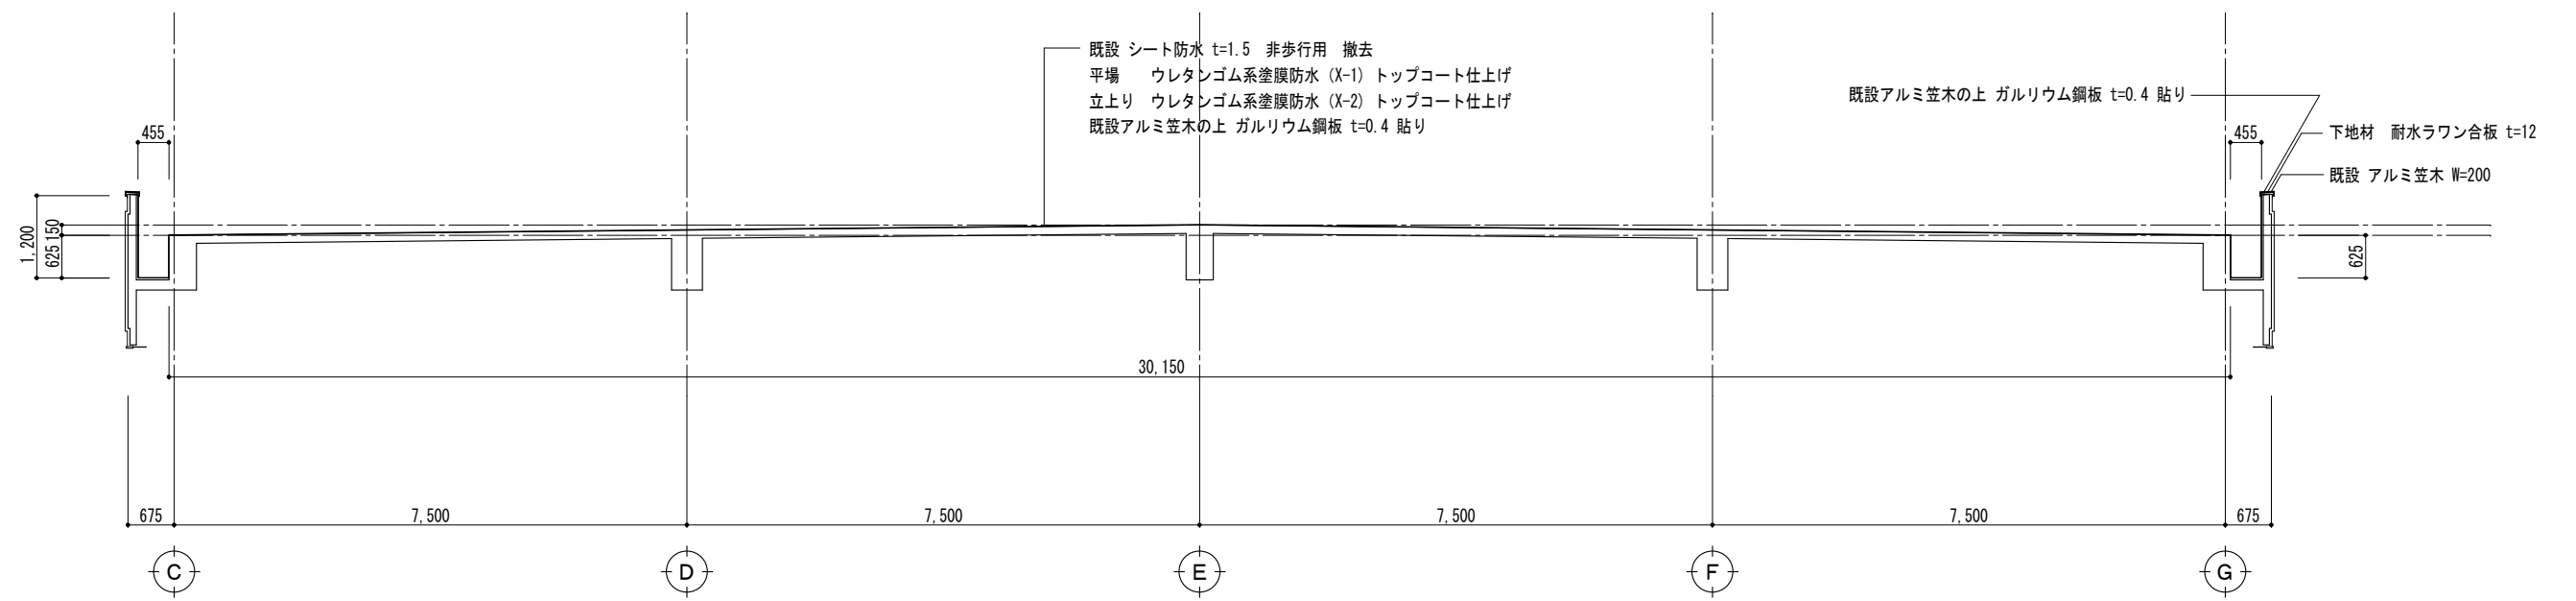 既設 シート防水 t=1.5 非歩行用 撤去
平場 ウレタンゴム系塗膜防水 (X-1) トップコート仕上げ
立上り ウレタンゴム系塗膜防水 (X-2) トップコート仕上げ
既設アルミ笠木の上 ガルリウム鋼板 t=0.4 貼り
既設アルミ笠木の上 ガルリウム鋼板 t=0.4 貼り
下地材 耐水ラワン合板 t=12
既設 アルミ笠木 W=200
455
455
1,200
150
625
625
30,150
675
7,500
7,500
7,500
7,500
675
C
D
E
F
G